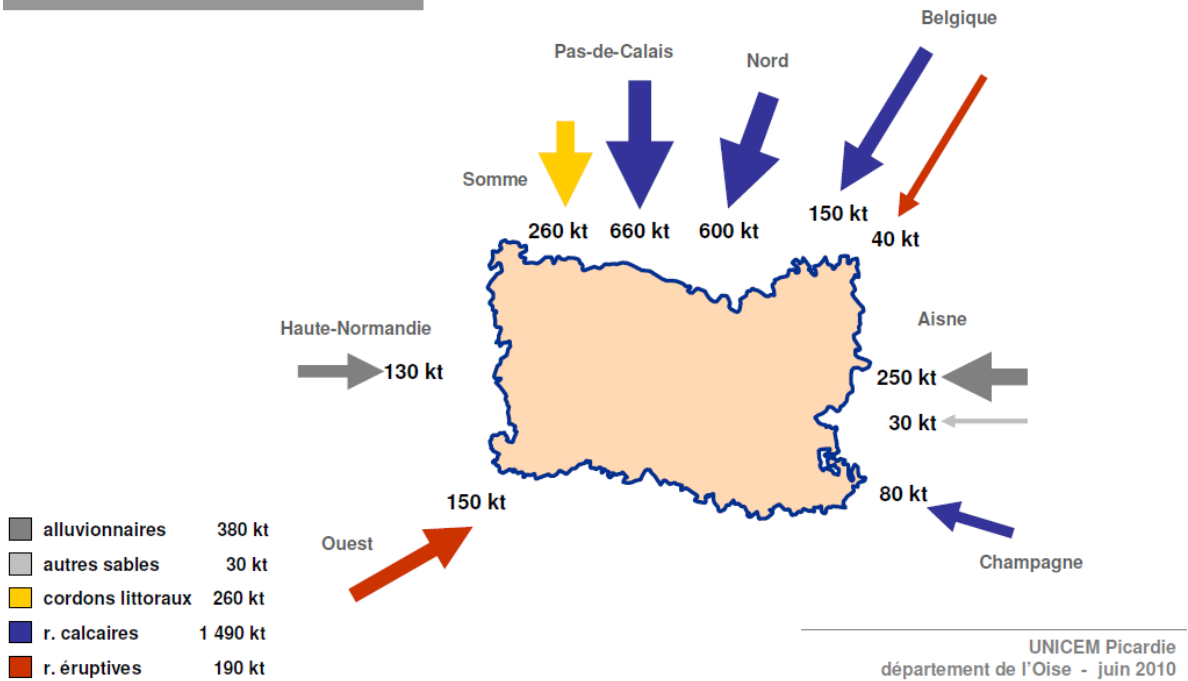 Belgique
Pas-de-Calais
Nord
Somme
260 kt
660 kt
600 kt
150 kt
40 kt
Haute-Normandie
130 kt
Aisne
250 kt
30 kt
80 kt
150 kt
Ouest
Champagne
alluvionnaires 380 kt
autres sables 30 kt
cordons littoraux 260 kt
r. calcaires 1 490 kt
r. éruptives 190 kt
UNICEM Picardie
département de l'Oise - juin 2010